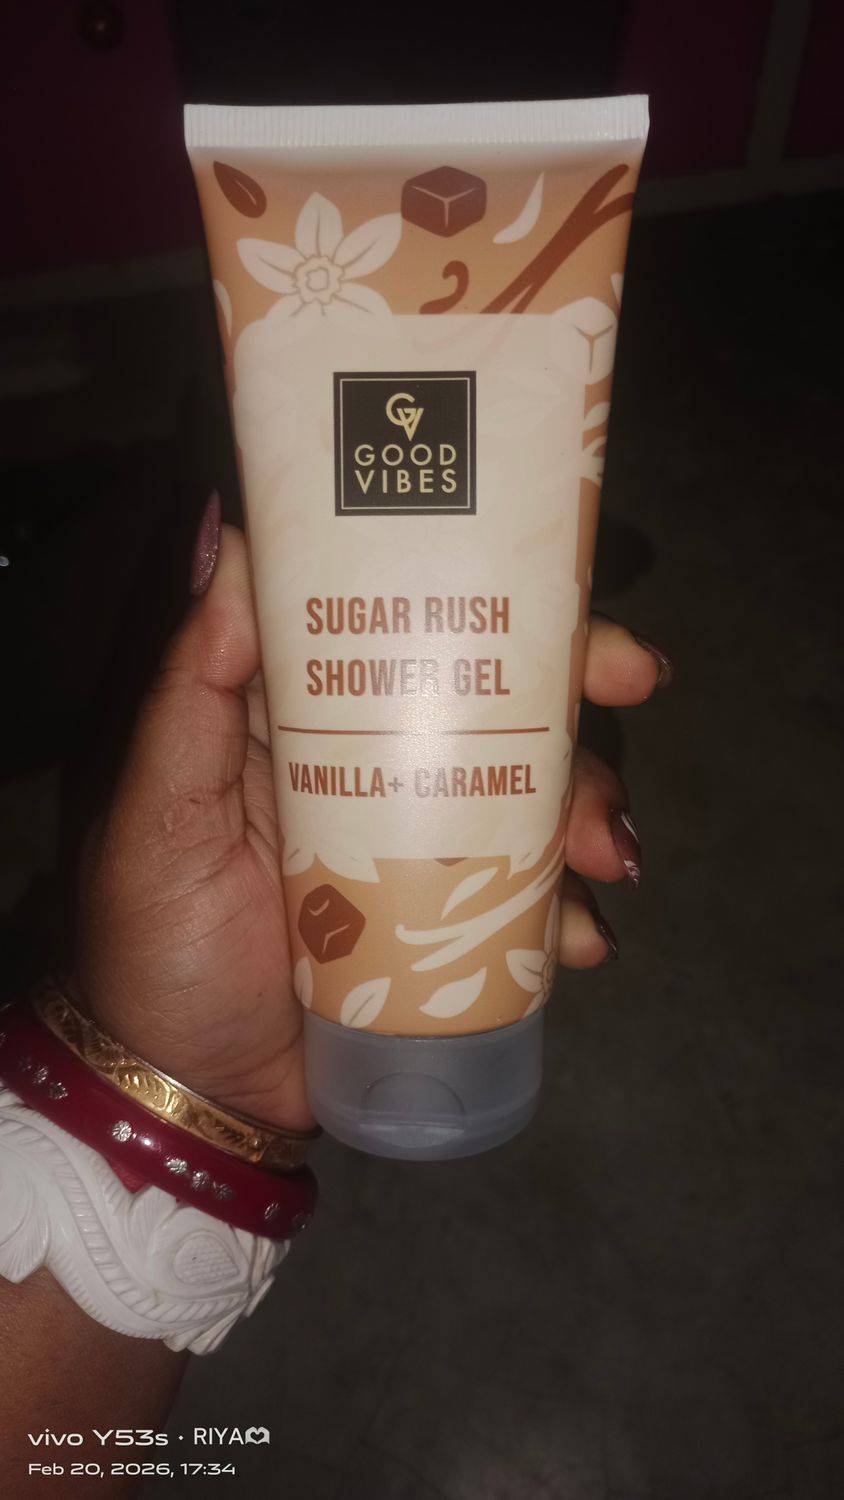 GV
GOOD
VIBES
SUGAR RUSH
SHOWER GEL
VANILLA+ CARAMEL
vivo Y53s · RIYA
Feb 20, 2026, 17:34